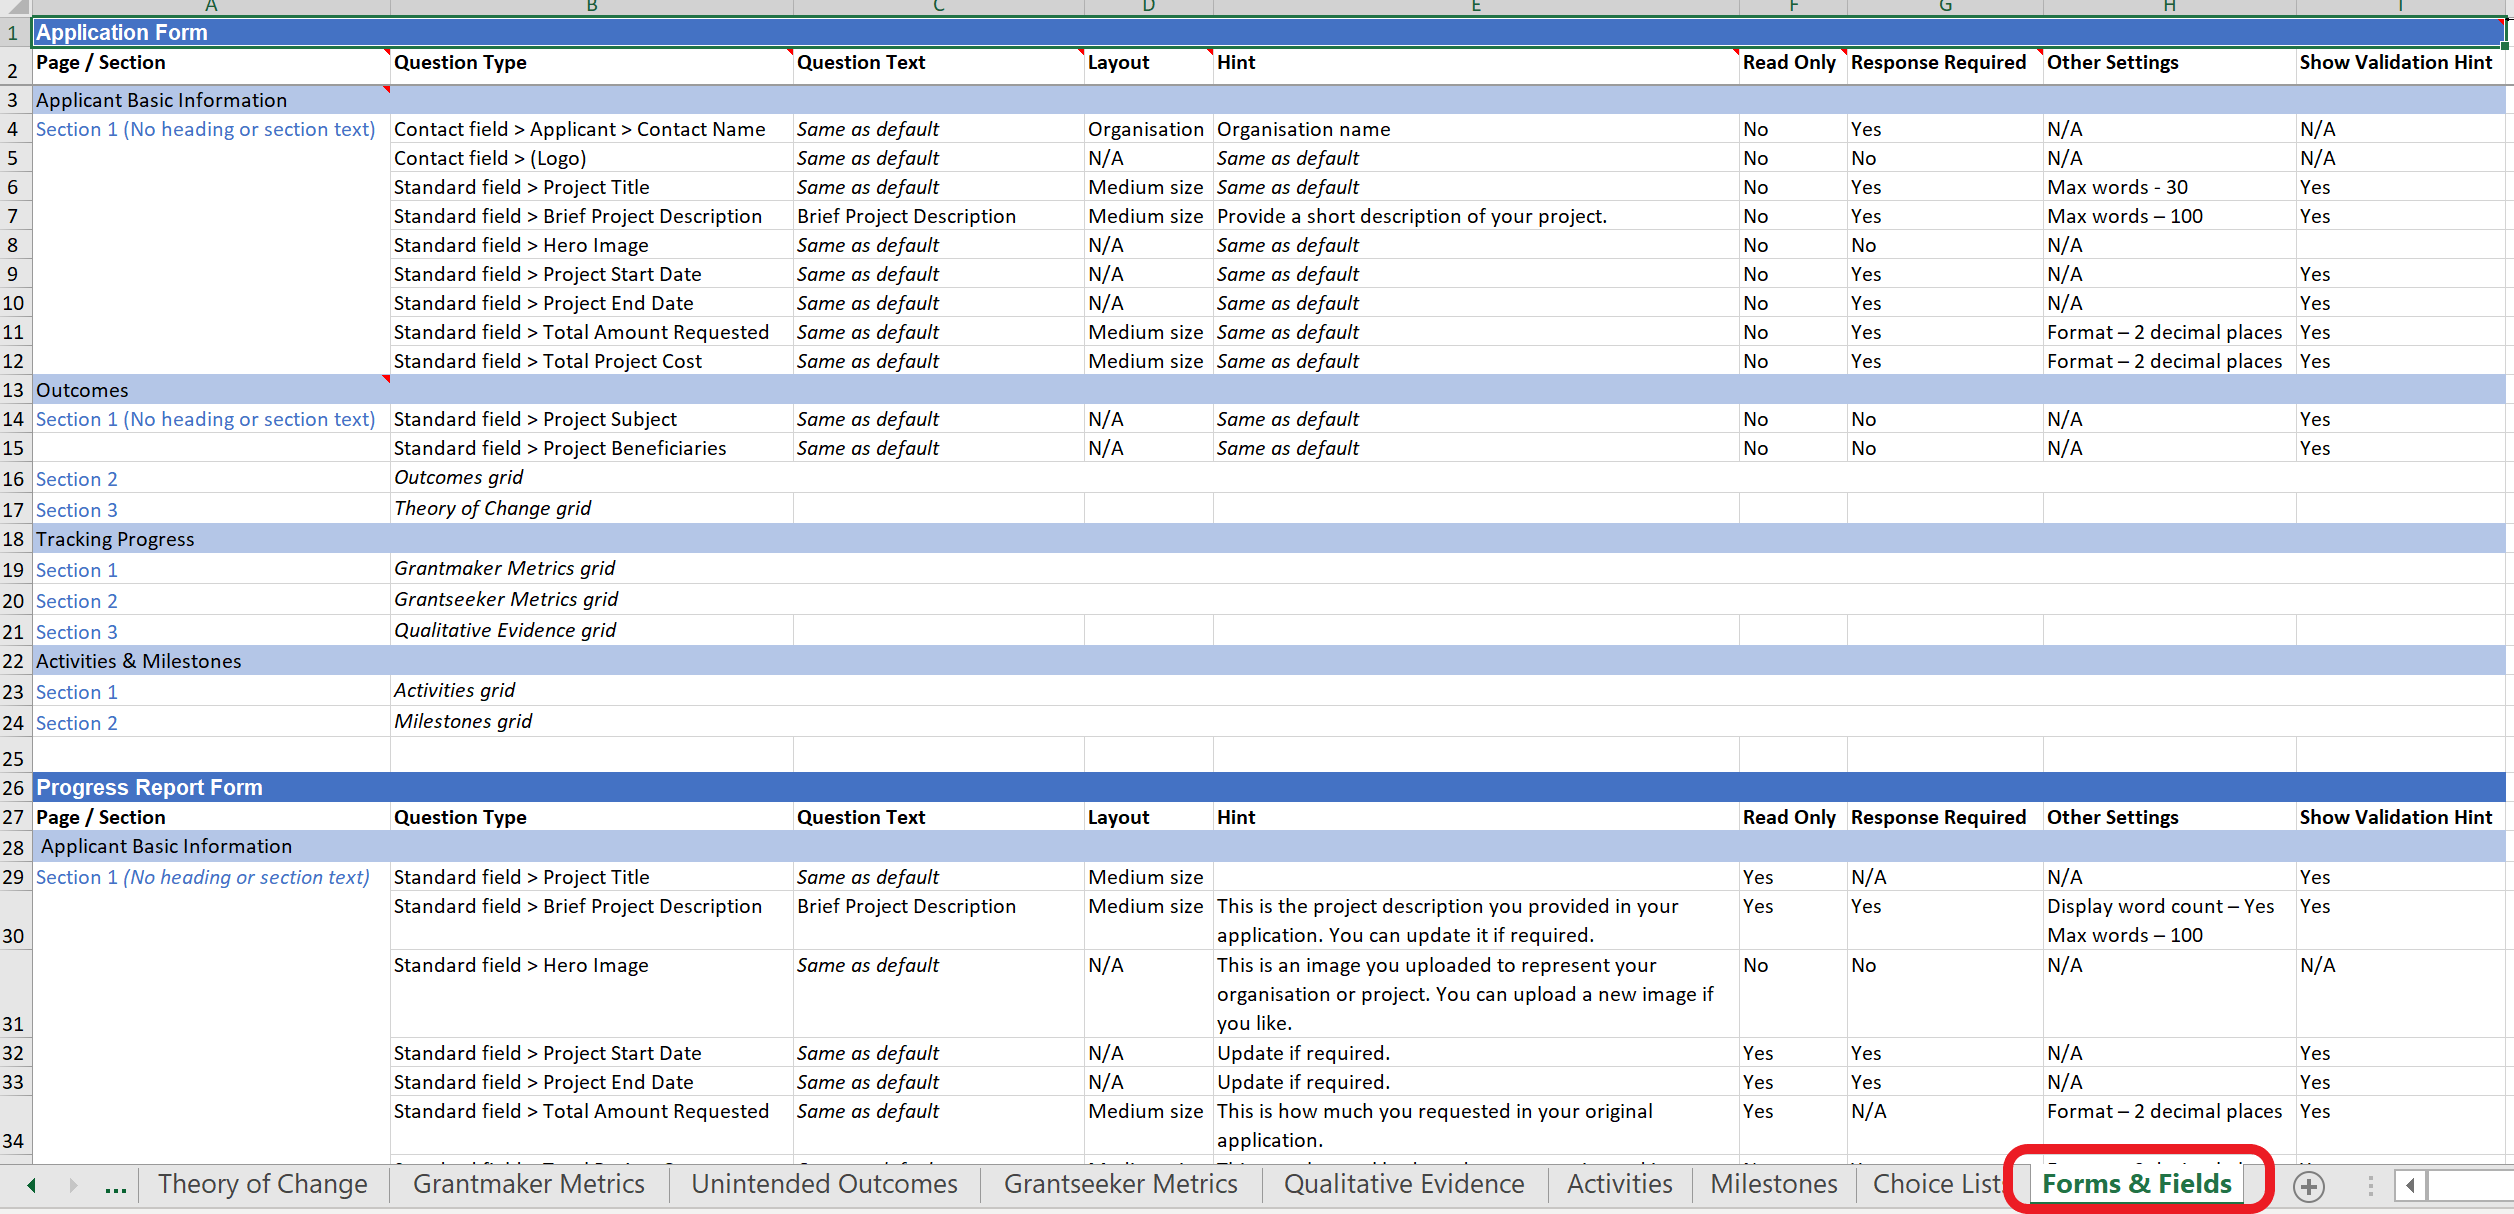 A B C D E F G H I
1 Application Form
2 Page / Section Question Type Question Text Layout Hint Read Only Response Required Other Settings Show Validation Hint
3 Applicant Basic Information
4 Section 1 (No heading or section text) Contact field > Applicant > Contact Name Same as default Organisation Organisation name No Yes N/A N/A
5 Contact field > (Logo) Same as default N/A Same as default No No N/A N/A
6 Standard field > Project Title Same as default Medium size Same as default No Yes Max words - 30 Yes
7 Standard field > Brief Project Description Brief Project Description Medium size Provide a short description of your project. No Yes Max words – 100 Yes
8 Standard field > Hero Image Same as default N/A Same as default No No N/A
9 Standard field > Project Start Date Same as default N/A Same as default No Yes N/A Yes
10 Standard field > Project End Date Same as default N/A Same as default No Yes N/A Yes
11 Standard field > Total Amount Requested Same as default Medium size Same as default No Yes Format – 2 decimal places Yes
12 Standard field > Total Project Cost Same as default Medium size Same as default No Yes Format – 2 decimal places Yes
13 Outcomes
14 Section 1 (No heading or section text) Standard field > Project Subject Same as default N/A Same as default No No N/A Yes
15 Standard field > Project Beneficiaries Same as default N/A Same as default No No N/A Yes
16 Section 2 Outcomes grid
17 Section 3 Theory of Change grid
18 Tracking Progress
19 Section 1 Grantmaker Metrics grid
20 Section 2 Grantseeker Metrics grid
21 Section 3 Qualitative Evidence grid
22 Activities & Milestones
23 Section 1 Activities grid
24 Section 2 Milestones grid
25
26 Progress Report Form
27 Page / Section Question Type Question Text Layout Hint Read Only Response Required Other Settings Show Validation Hint
28 Applicant Basic Information
29 Section 1 (No heading or section text) Standard field > Project Title Same as default Medium size Yes N/A N/A Yes
Standard field > Brief Project Description Brief Project Description Medium size This is the project description you provided in your Yes Yes Display word count – Yes Yes
30 application. You can update it if required. Max words – 100
Standard field > Hero Image Same as default N/A This is an image you uploaded to represent your No No N/A N/A
organisation or project. You can upload a new image if
31 you like.
32 Standard field > Project Start Date Same as default N/A Update if required. Yes Yes N/A Yes
33 Standard field > Project End Date Same as default N/A Update if required. Yes Yes N/A Yes
Standard field > Total Amount Requested Same as default Medium size This is how much you requested in your original Yes N/A Format – 2 decimal places Yes
34 application.
... Theory of Change Grantmaker Metrics Unintended Outcomes Grantseeker Metrics Qualitative Evidence Activities Milestones Choice Lists Forms & Fields